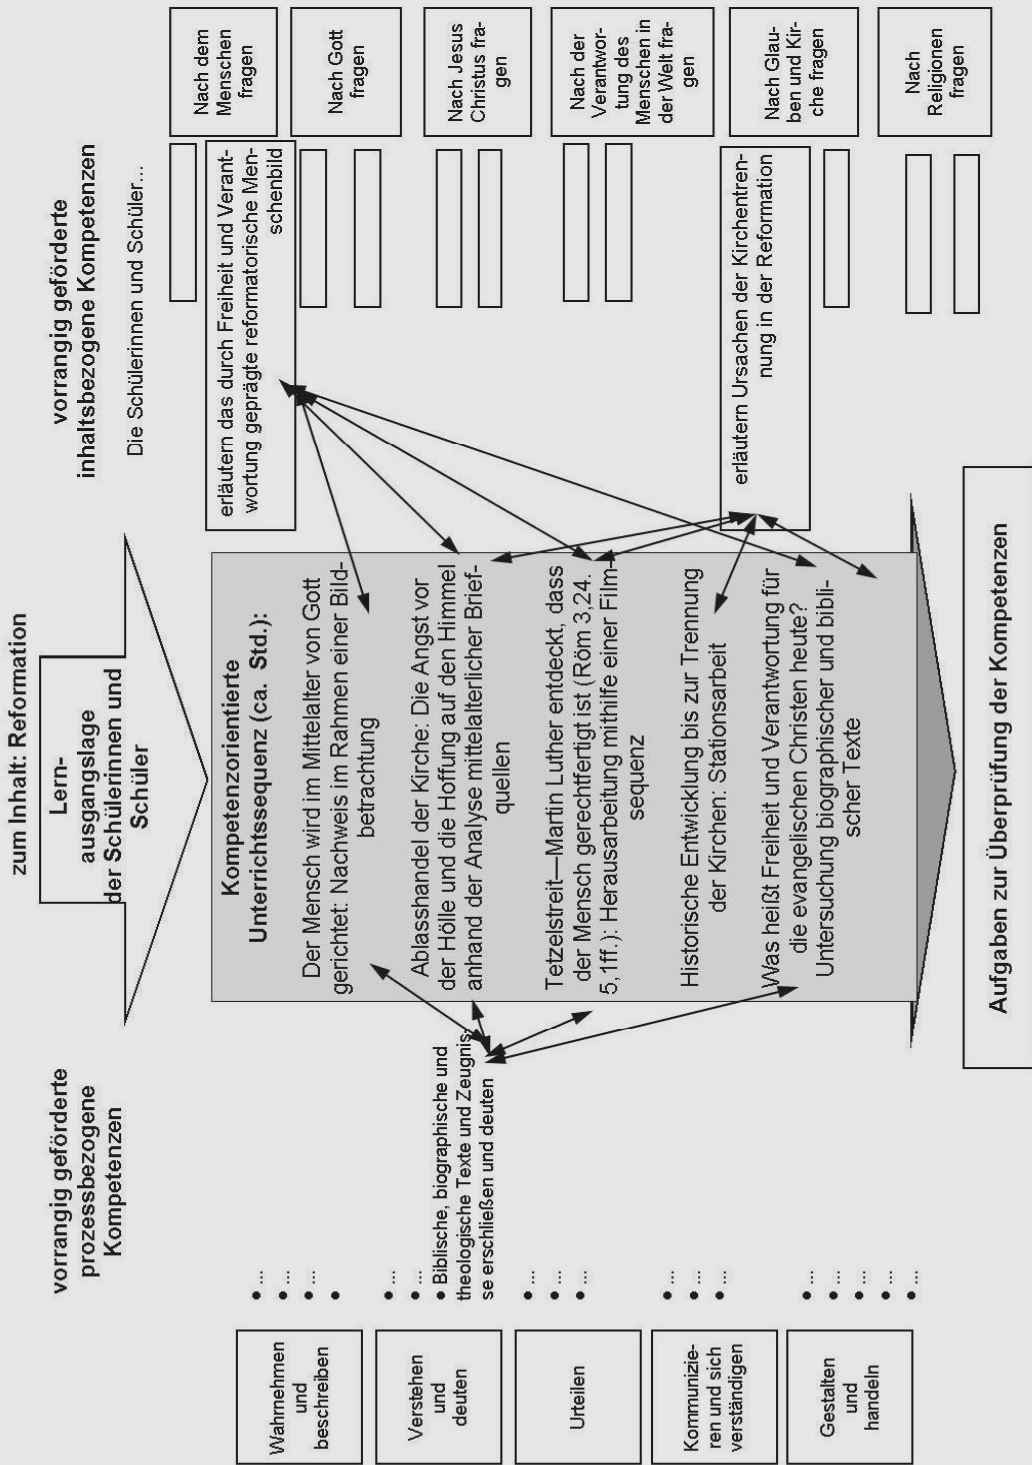 zum Inhalt: Reformation
Lern-
ausgangslage
der Schülerinnen und
Schüler
vorrangig geförderte
prozessbezogene
Kompetenzen
Wahrnehmen
und
beschreiben
● ...
● ...
● ...
●
Verstehen
und
deuten
● ...
● ...
● Biblische, biographische und
theologische Texte und Zeugnis-
se erschließen und deuten
Urteilen
● ...
● ...
● ...
Kommunizie-
ren und sich
verständigen
● ...
● ...
● ...
Gestalten
und
handeln
● ...
● ...
● ...
● ...
● ...
Kompetenzorientierte
Unterrichtssequenz (ca. Std.):
Der Mensch wird im Mittelalter von Gott
gerichtet: Nachweis im Rahmen einer Bild-
betrachtung
Ablasshandel der Kirche: Die Angst vor
der Hölle und die Hoffung auf den Himmel
anhand der Analyse mittelalterlicher Brief-
quellen
Tetzelstreit—Martin Luther entdeckt, dass
der Mensch gerechtfertigt ist (Röm 3,24.
5,1ff.): Herausarbeitung mithilfe einer Film-
sequenz
Historische Entwicklung bis zur Trennung
der Kirchen: Stationsarbeit
Was heißt Freiheit und Verantwortung für
die evangelischen Christen heute?
Untersuchung biographischer und bibli-
scher Texte
vorrangig geförderte
inhaltsbezogene Kompetenzen
Die Schülerinnen und Schüler...
erläutern das durch Freiheit und Verant-
wortung geprägte reformatorische Men-
schenbild
erläutern Ursachen der Kirchentren-
nung in der Reformation
Nach dem
Menschen
fragen
Nach Gott
fragen
Nach Jesus
Christus fra-
gen
Nach der
Verantwor-
tung des
Menschen in
der Welt fra-
gen
Nach Glau-
ben und Kir-
che fragen
Nach
Religionen
fragen
Aufgaben zur Überprüfung der Kompetenzen